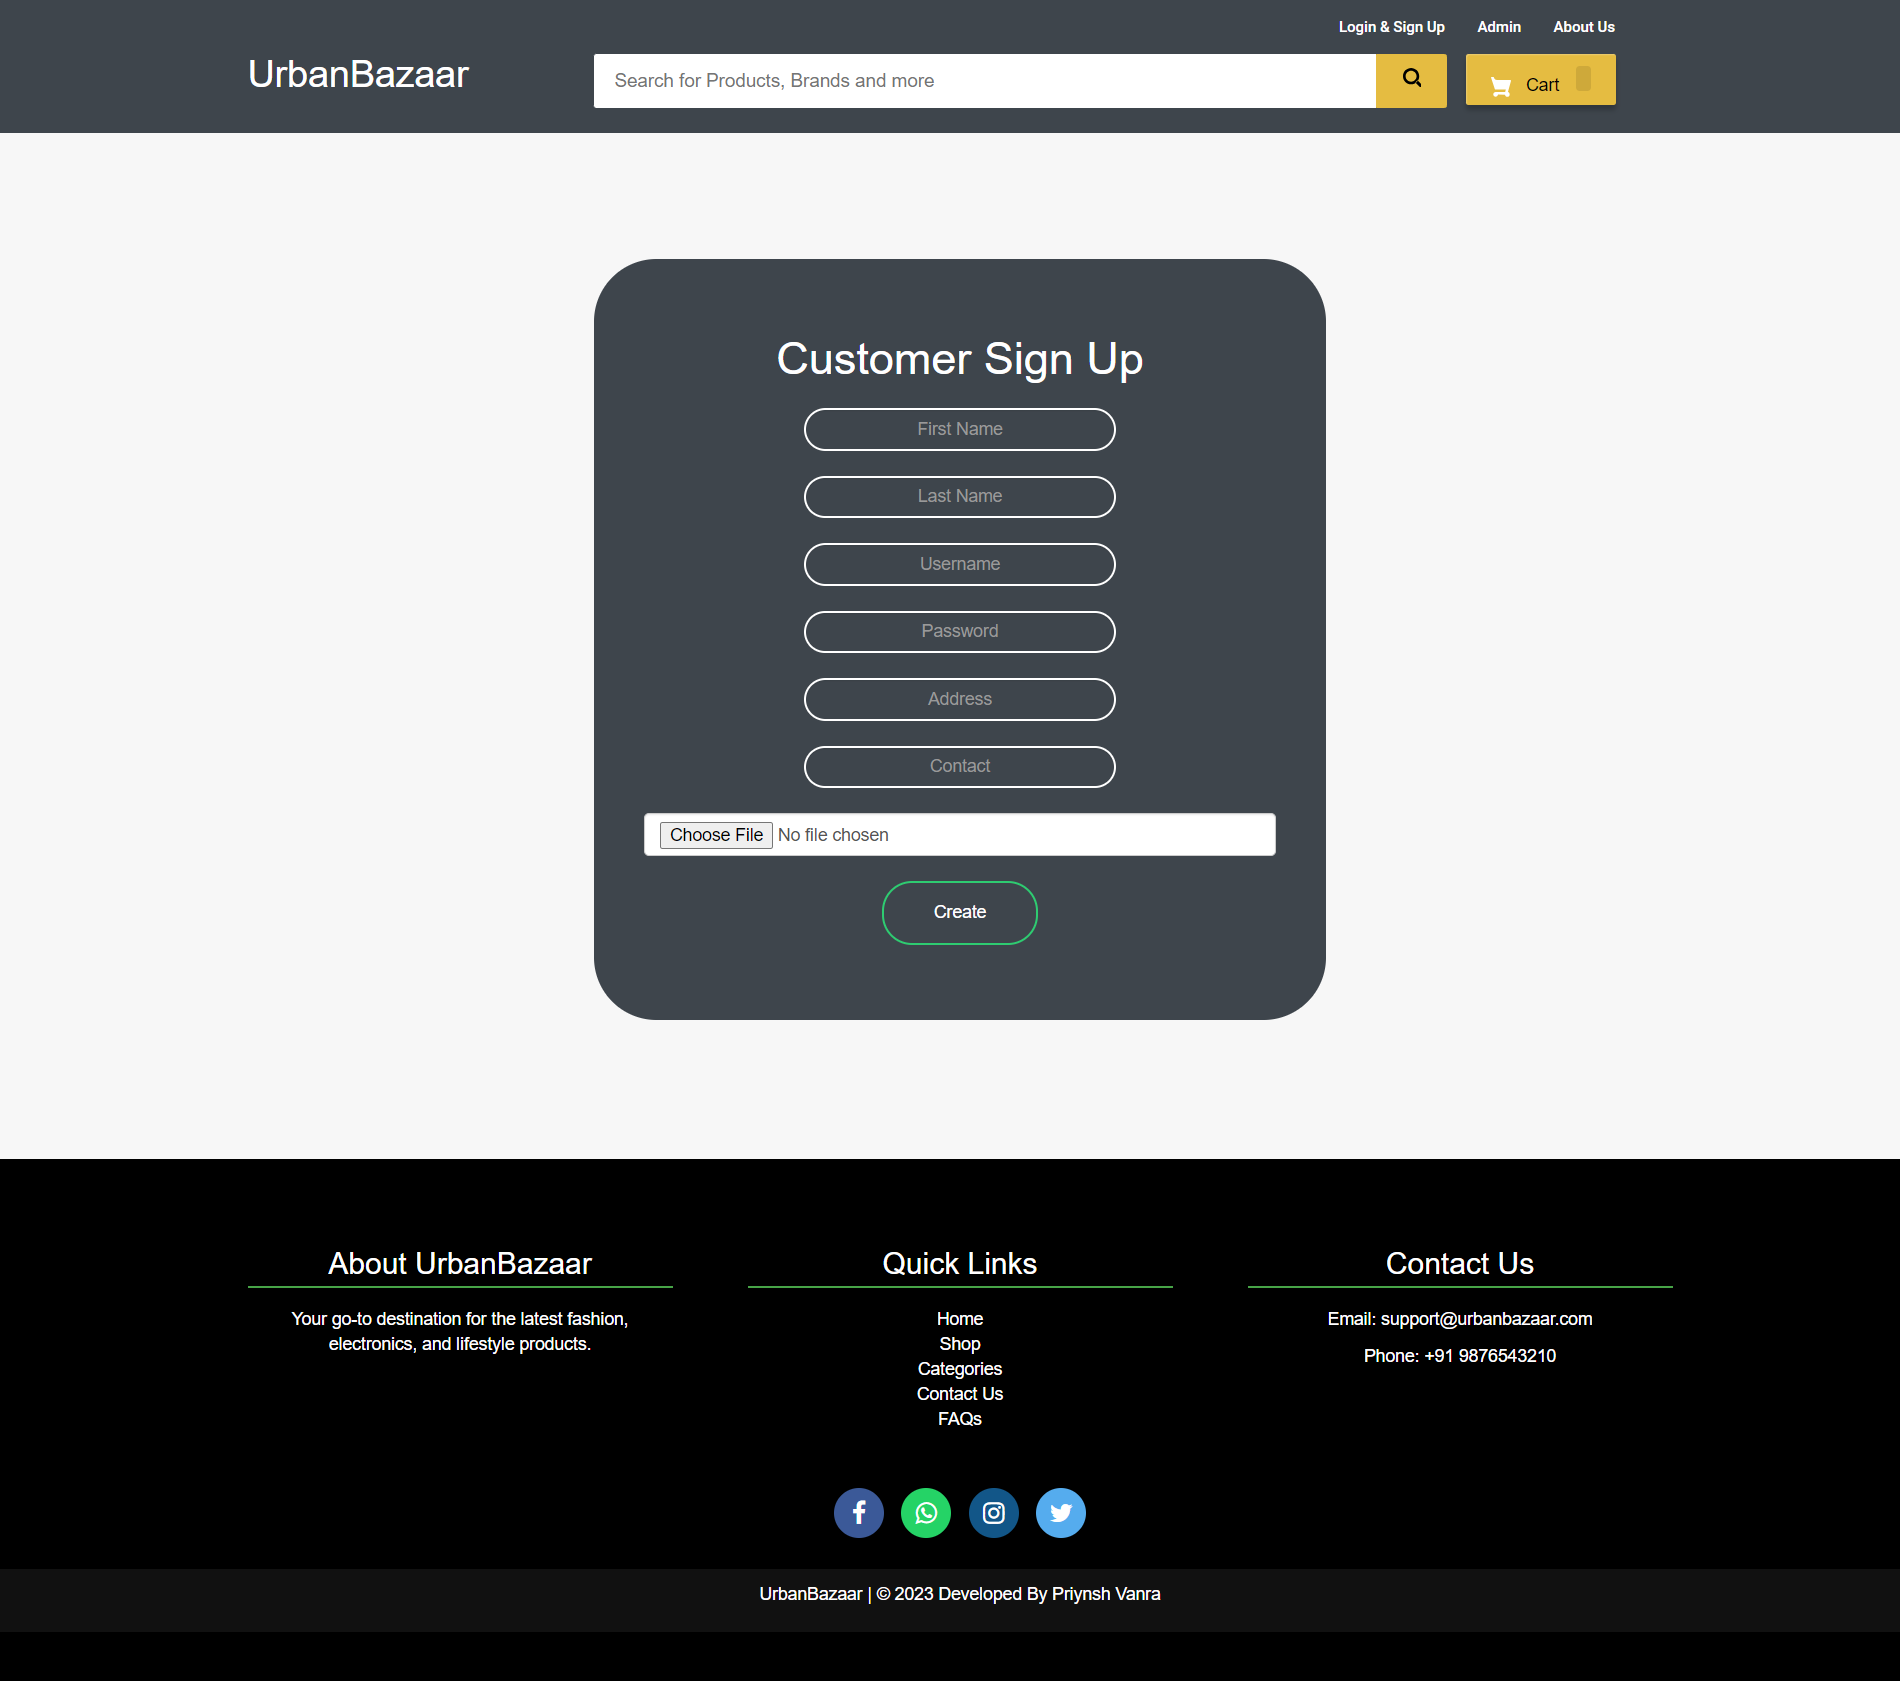 Login & Sign Up Admin About Us
UrbanBazaar
Search for Products, Brands and more
Cart
Customer Sign Up
First Name
Last Name
Username
Password
Address
Contact
Choose File No file chosen
Create
About UrbanBazaar
Your go-to destination for the latest fashion,
electronics, and lifestyle products.
Quick Links
Home
Shop
Categories
Contact Us
FAQs
Contact Us
Email: support@urbanbazaar.com
Phone: +91 9876543210
UrbanBazaar | © 2023 Developed By Priynsh Vanra